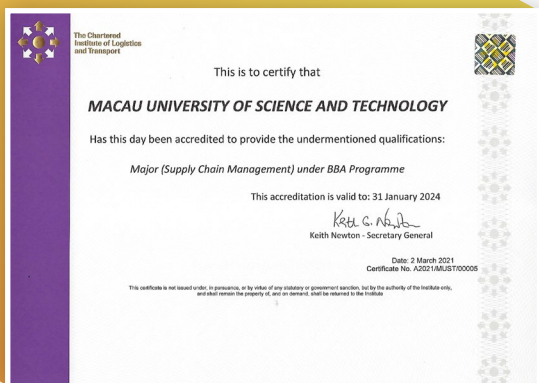 The Chartered
Institute of Logistics
and Transport
This is to certify that
MACAU UNIVERSITY OF SCIENCE AND TECHNOLOGY
Has this day been accredited to provide the undermentioned qualifications:
Major (Supply Chain Management) under BBA Programme
This accreditation is valid to: 31 January 2024
Keith G. Newton
Keith Newton - Secretary General
Date: 2 March 2021
Certificate No. A2021/MUST/00005
This certificate is not issued under, in pursuance, or by virtue of any statutory or government sanction, but by the authority of the Institute only,
and shall remain the property of, and on demand, shall be returned to the Institute